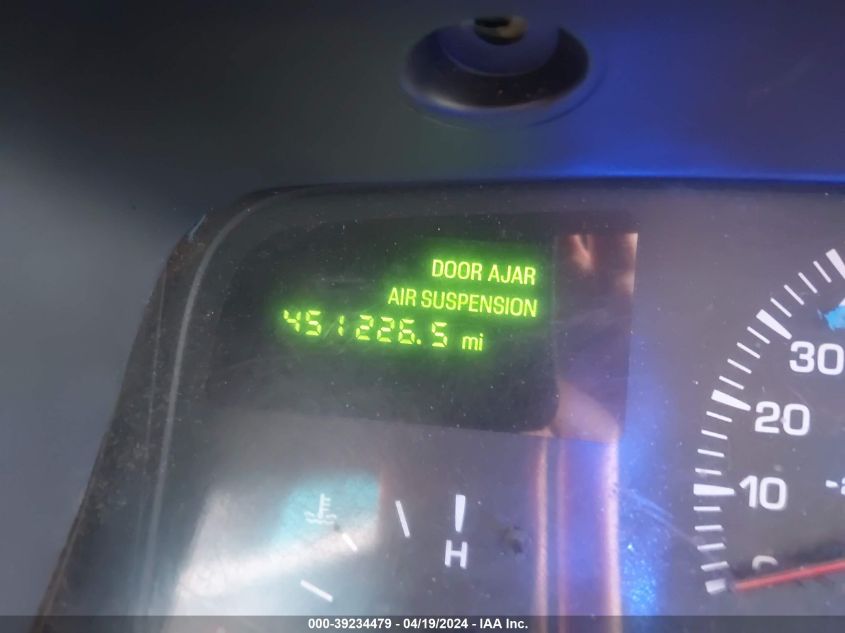 DOOR AJAR
AIR SUSPENSION
451226.5 mi
30
20
10
H
000-39234479 - 04/19/2024 - IAA Inc.